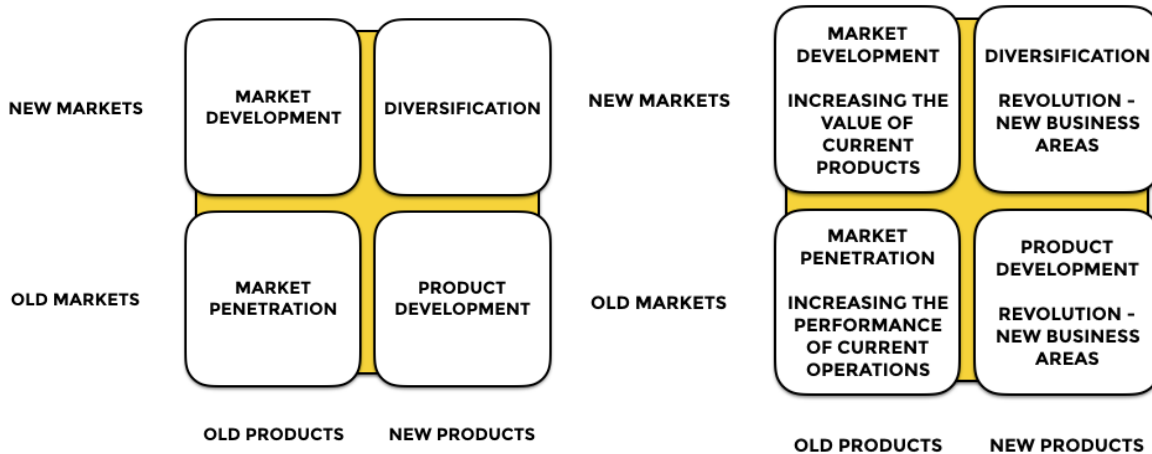 NEW MARKETS
MARKET
DEVELOPMENT
DIVERSIFICATION
OLD MARKETS
MARKET
PENETRATION
PRODUCT
DEVELOPMENT
OLD PRODUCTS
NEW PRODUCTS
NEW MARKETS
MARKET
DEVELOPMENT
INCREASING THE
VALUE OF
CURRENT
PRODUCTS
DIVERSIFICATION
REVOLUTION -
NEW BUSINESS
AREAS
OLD MARKETS
MARKET
PENETRATION
INCREASING THE
PERFORMANCE
OF CURRENT
OPERATIONS
PRODUCT
DEVELOPMENT
REVOLUTION -
NEW BUSINESS
AREAS
OLD PRODUCTS
NEW PRODUCTS